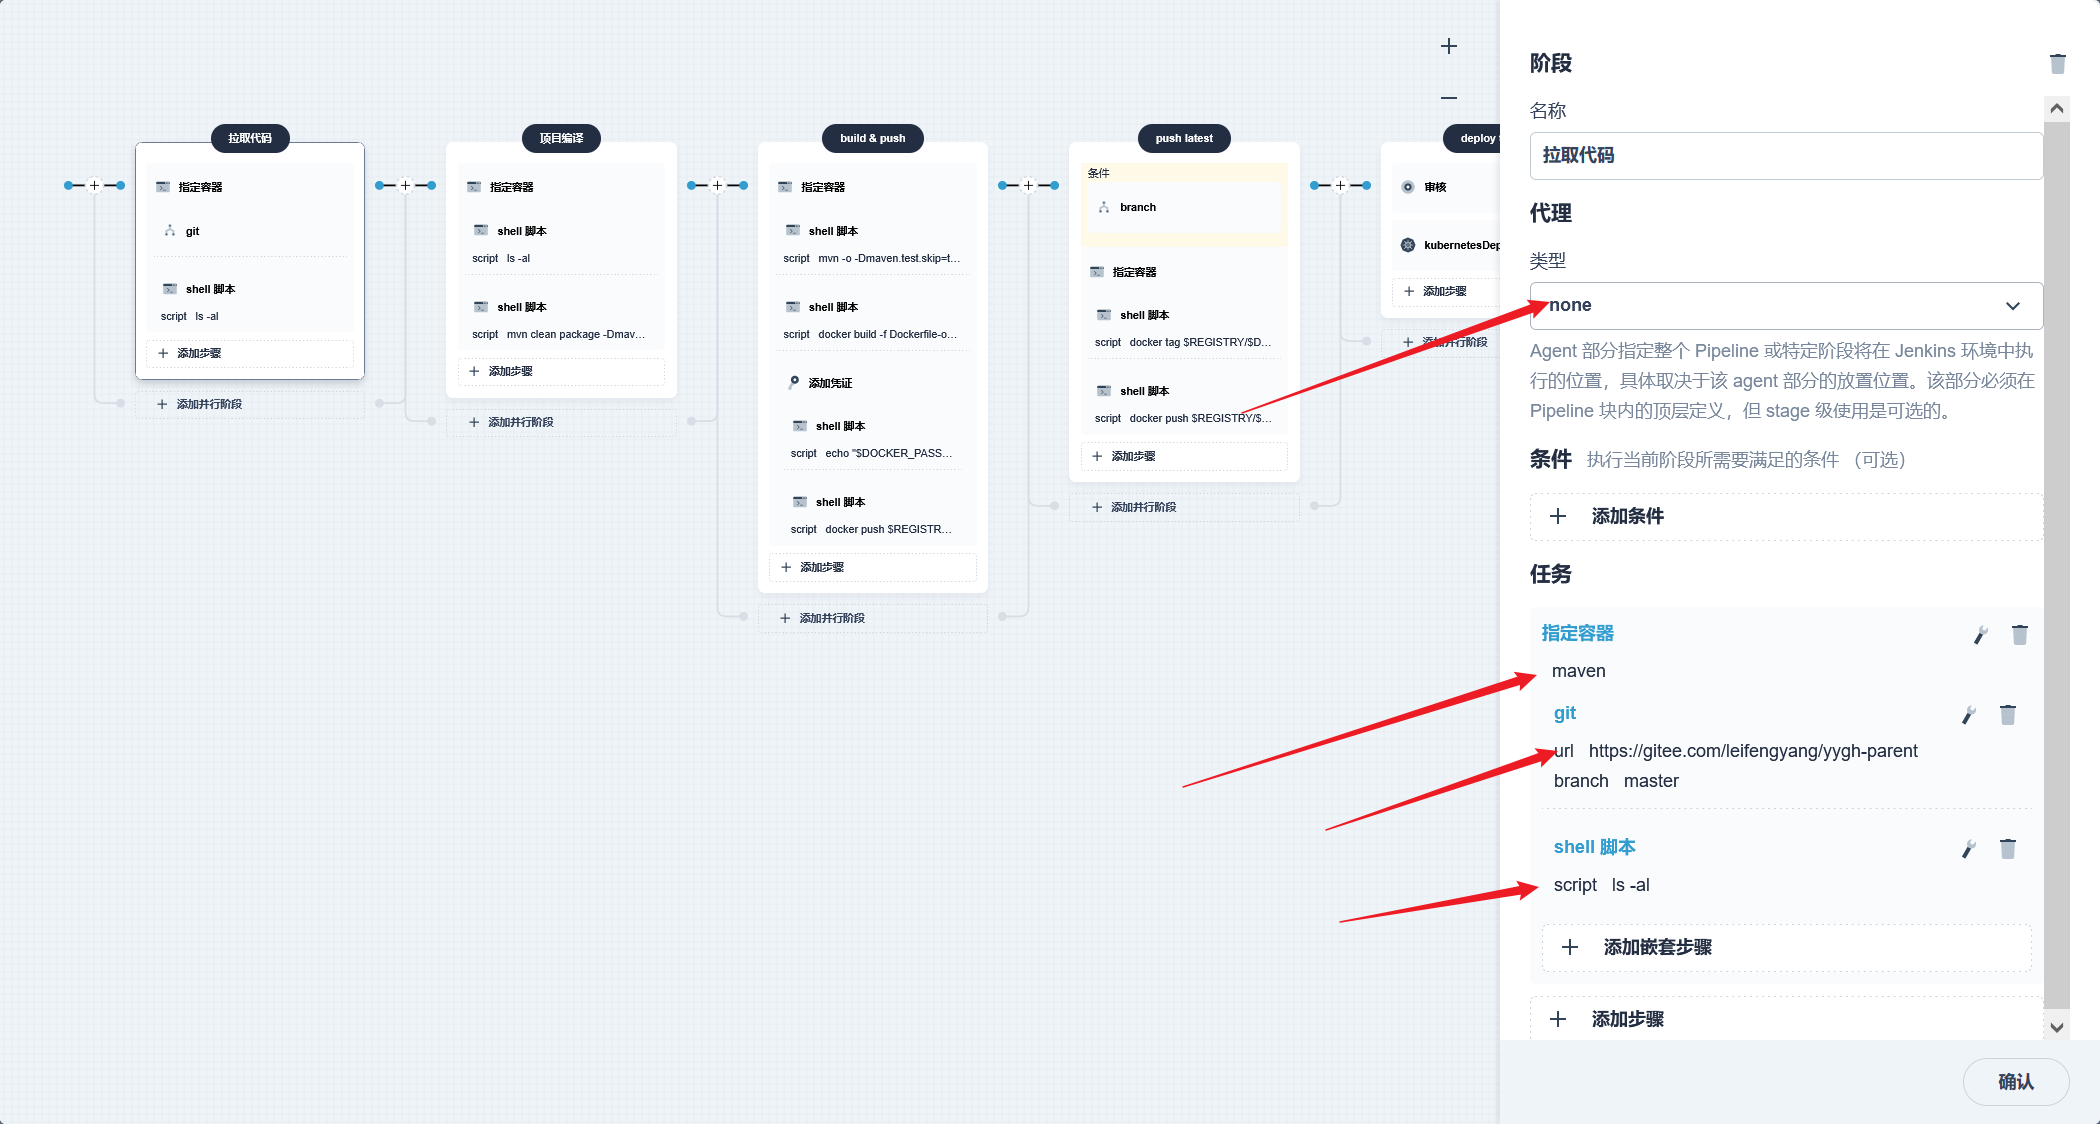 拉取代码
指定容器
git
shell 脚本
script ls -al
添加步骤
添加并行阶段
项目编译
指定容器
shell 脚本
script ls -al
shell 脚本
script mvn clean package -Dmav...
添加步骤
添加并行阶段
build & push
指定容器
shell 脚本
script mvn -o -Dmaven.test.skip=t...
shell 脚本
script docker build -f Dockerfile-o...
添加凭证
shell 脚本
script echo "$DOCKER_PASS...
shell 脚本
script docker push $REGISTR...
添加步骤
添加并行阶段
push latest
条件
branch
指定容器
shell 脚本
script docker tag $REGISTRY/$D...
shell 脚本
script docker push $REGISTRY/$...
添加步骤
添加并行阶段
deploy
审核
kubernetesDep
添加步骤
添加并行阶段
阶段
名称
拉取代码
代理
类型
none
Agent 部分指定整个 Pipeline 或特定阶段将在 Jenkins 环境中执
行的位置，具体取决于该 agent 部分的放置位置。该部分必须在
Pipeline 块内的顶层定义，但 stage 级使用是可选的。
条件 执行当前阶段所需要满足的条件 （可选）
添加条件
任务
指定容器
maven
git
url https://gitee.com/leifengyang/yygh-parent
branch master
shell 脚本
script ls -al
添加嵌套步骤
添加步骤
确认